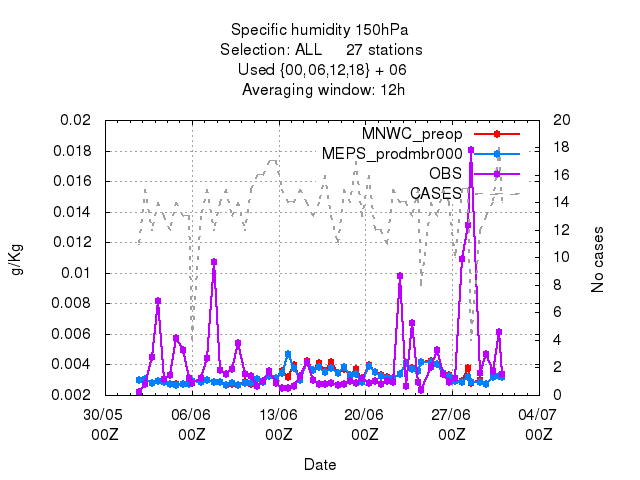 Specific humidity 150hPa
Selection: ALL 27 stations
Used {00,06,12,18} + 06
Averaging window: 12h
0.02
0.018
0.016
0.014
0.012
0.01
0.008
0.006
0.004
0.002
g/Kg
20
18
16
14
12
10
8
6
4
2
0
No cases
MNWC_preop
MEPS_prodmbr000
OBS
CASES
30/05 06/06 13/06 20/06 27/06 04/07
00Z 00Z 00Z 00Z 00Z 00Z
Date